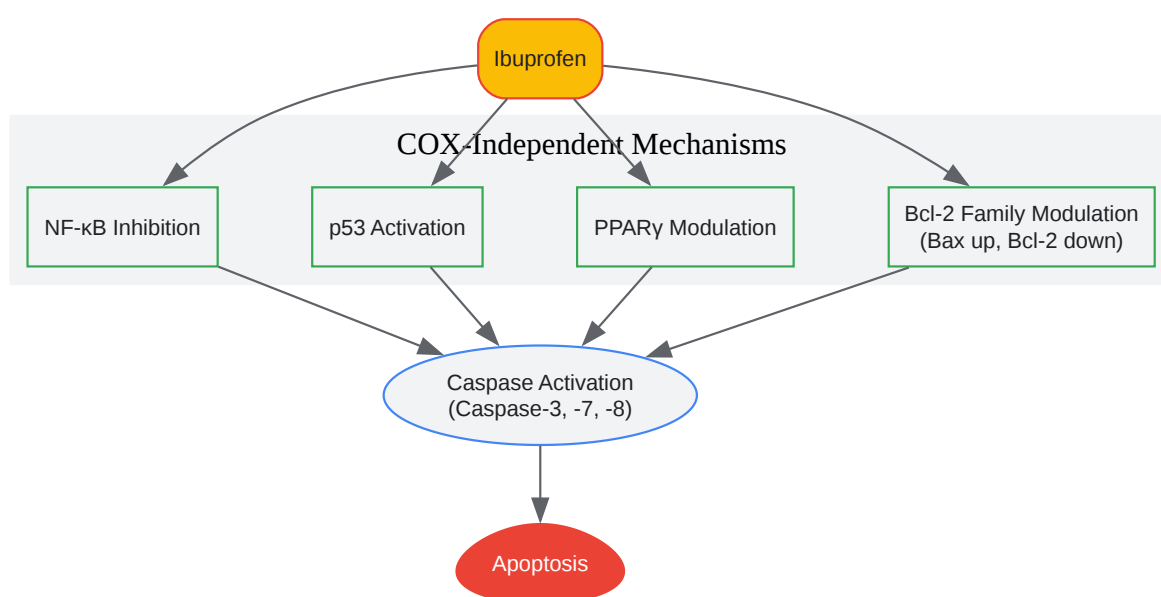 Ibuprofen
COX-Independent Mechanisms
NF-κB Inhibition
p53 Activation
PPARγ Modulation
Bcl-2 Family Modulation
(Bax up, Bcl-2 down)
Caspase Activation
(Caspase-3, -7, -8)
Apoptosis